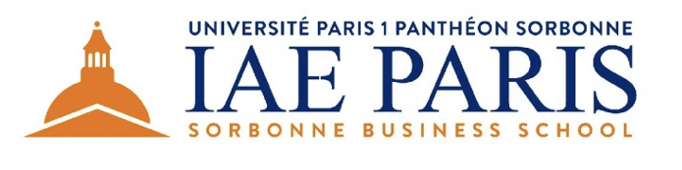 UNIVERSITÉ PARIS 1 PANTHÉON SORBONNE
IAE PARIS
SORBONNE BUSINESS SCHOOL